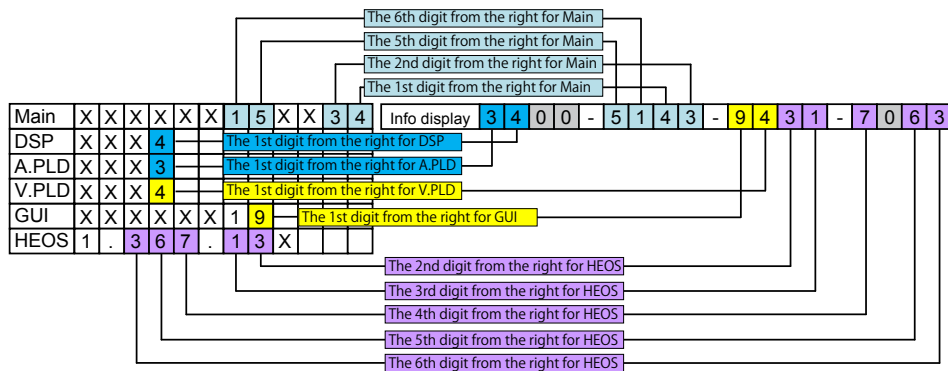 The 6th digit from the right for Main
The 5th digit from the right for Main
The 2nd digit from the right for Main
The 1st digit from the right for Main
Main X X X X X X 1 5 X X 3 4 Info display 3 4 0 0 - 5 1 4 3 - 9 4 3 1 - 7 0 6 3
DSP X X X 4 The 1st digit from the right for DSP
A.PLD X X X 3 The 1st digit from the right for A.PLD
V.PLD X X X 4 The 1st digit from the right for V.PLD
GUI X X X X X X 1 9 The 1st digit from the right for GUI
HEOS 1 . 3 6 7 . 1 3 X
The 2nd digit from the right for HEOS
The 3rd digit from the right for HEOS
The 4th digit from the right for HEOS
The 5th digit from the right for HEOS
The 6th digit from the right for HEOS